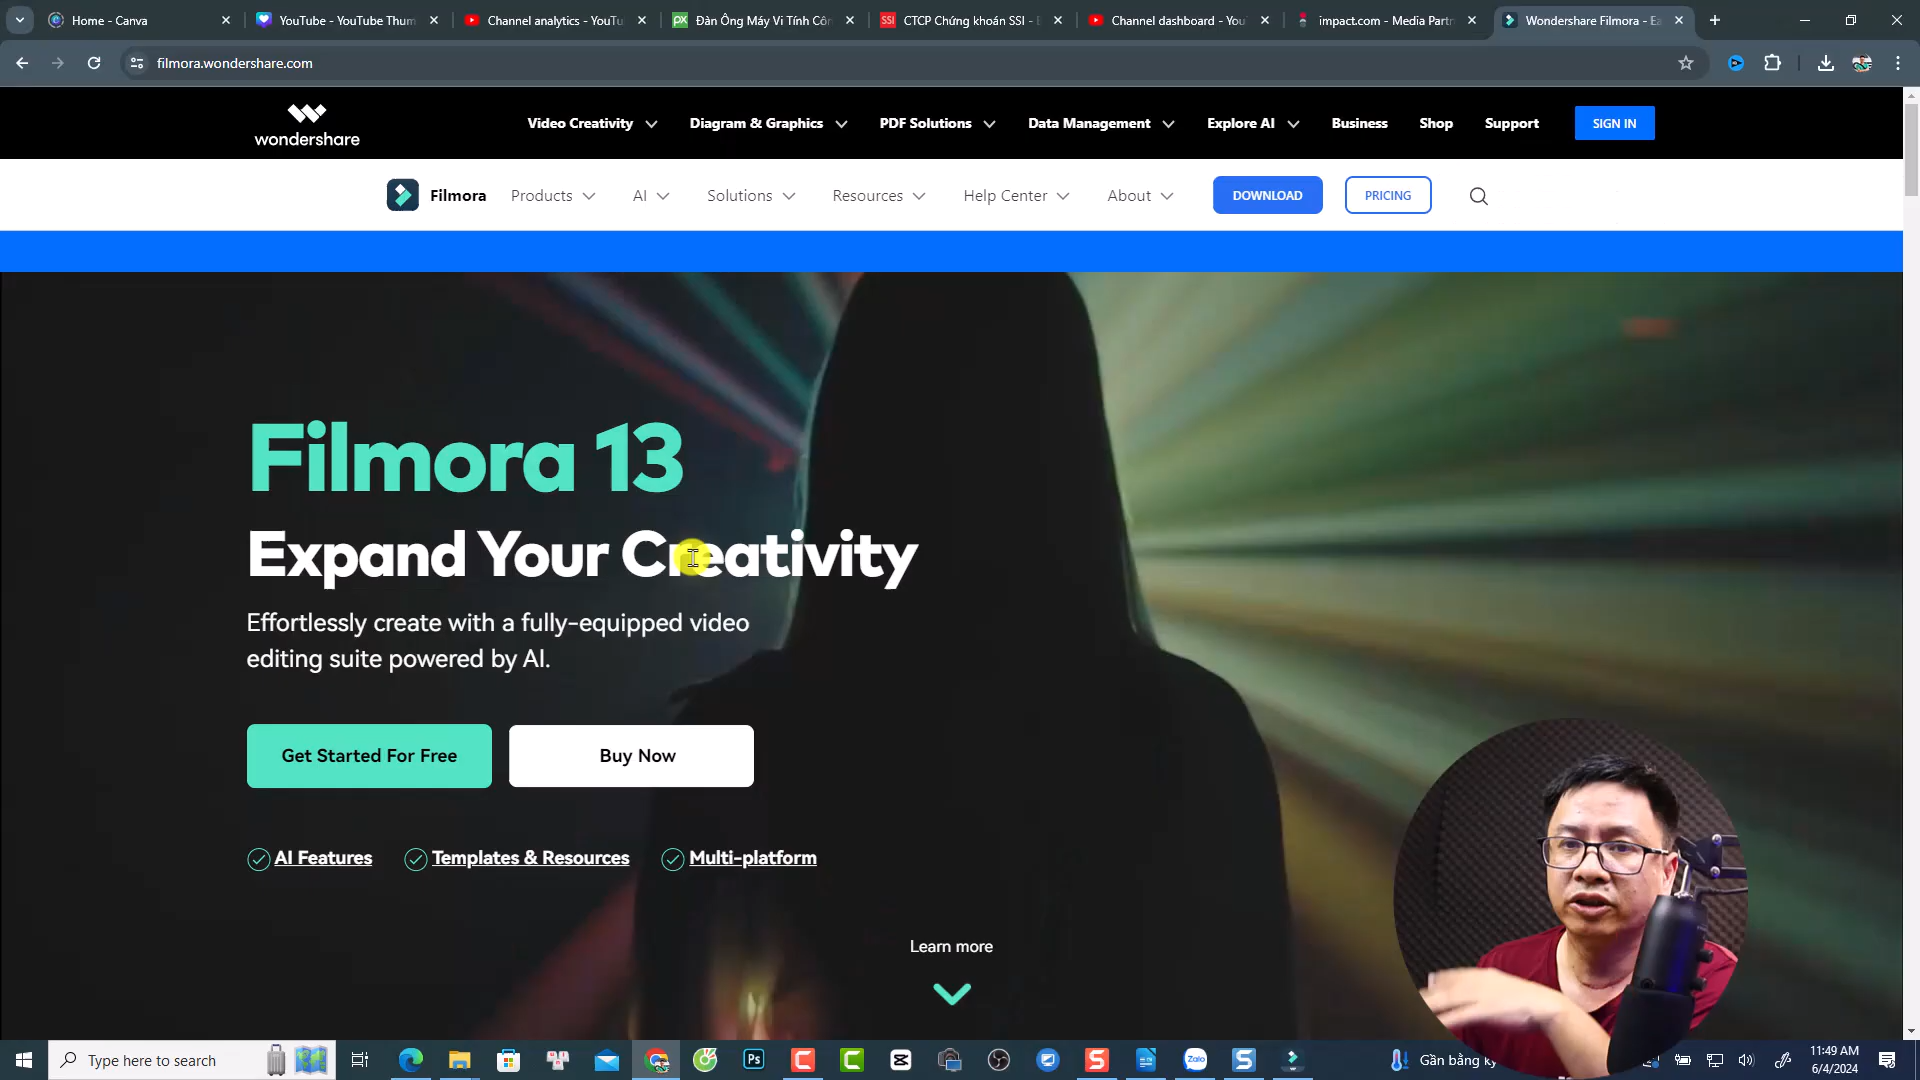 Home - Canva
YouTube - YouTube Thum
Channel analytics - YouTu
Đàn Ông Máy Vi Tính Côn
CTCP Chứng khoán SSI -
Channel dashboard - You
impact.com - Media Partn
Wondershare Filmora - Ea
filmora.wondershare.com
wondershare
Video Creativity
Diagram & Graphics
PDF Solutions
Data Management
Explore AI
Business
Shop
Support
SIGN IN
Filmora
Products
AI
Solutions
Resources
Help Center
About
DOWNLOAD
PRICING
Filmora 13
Expand Your Creativity
Effortlessly create with a fully-equipped video
editing suite powered by AI.
Get Started For Free
Buy Now
AI Features
Templates & Resources
Multi-platform
Learn more
Type here to search
Gần bằng kỷ
11:49 AM
6/4/2024